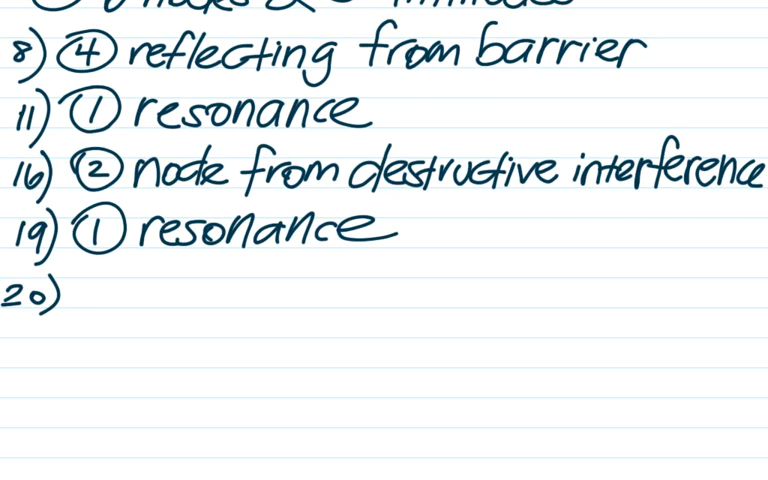 8) ④ reflecting from barrier
11) ① resonance
16) ② node from destructive interference
19) ① resonance
20)